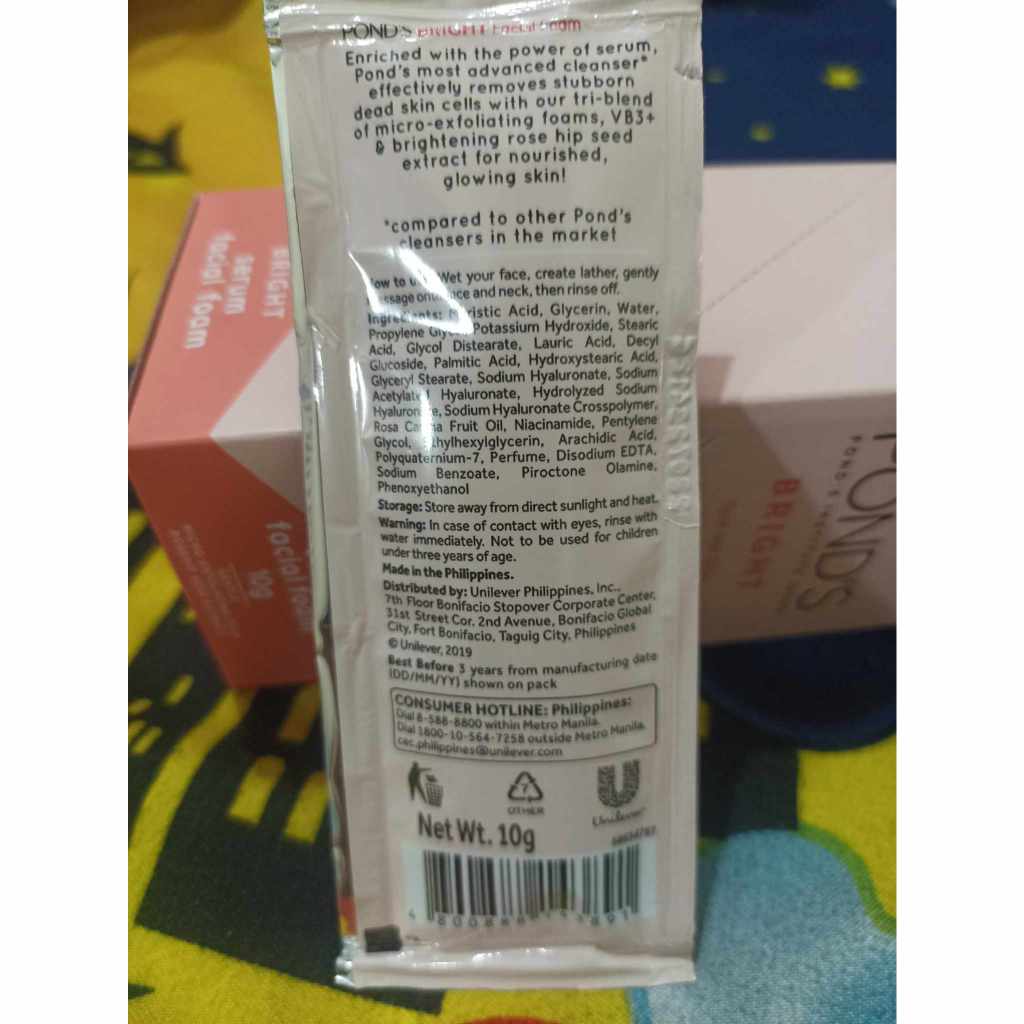 POND'S BRIGHT Facial Foam
Enriched with the power of serum,
Pond's most advanced cleanser*
effectively removes stubborn
dead skin cells with our tri-blend
of micro-exfoliating foams, VB3+
& brightening rose hip seed
extract for nourished,
glowing skin!
*compared to other Pond's
cleansers in the market
How to use: Wet your face, create lather, gently
massage onto face and neck, then rinse off.
Ingredients: Myristic Acid, Glycerin, Water,
Propylene Glycol, Potassium Hydroxide, Stearic
Acid, Glycol Distearate, Lauric Acid, Decyl
Glucoside, Palmitic Acid, Hydroxystearic Acid,
Glyceryl Stearate, Sodium Hyaluronate, Sodium
Acetylated Hyaluronate, Hydrolyzed Sodium
Hyaluronate, Sodium Hyaluronate Crosspolymer,
Rosa Canina Fruit Oil, Niacinamide, Pentylene
Glycol, Ethylhexylglycerin, Arachidic Acid,
Polyquaternium-7, Perfume, Disodium EDTA,
Sodium Benzoate, Piroctone Olamine,
Phenoxyethanol
Storage: Store away from direct sunlight and heat.
Warning: In case of contact with eyes, rinse with
water immediately. Not to be used for children
under three years of age.
Made in the Philippines.
Distributed by: Unilever Philippines, Inc.,
7th Floor Bonifacio Stopover Corporate Center,
31st Street Cor. 2nd Avenue, Bonifacio Global
City, Fort Bonifacio, Taguig City, Philippines
© Unilever, 2019
Best Before 3 years from manufacturing date
(DD/MM/YY) shown on pack
CONSUMER HOTLINE: Philippines:
Dial 8-588-8800 within Metro Manila.
Dial 1800-10-564-7258 outside Metro Manila.
cec.philippines@unilever.com
7
OTHER
Unilever
Net Wt. 10g
BRIGHT
serum
facial foam
facial foam
10g
POND'S
BRIGHT